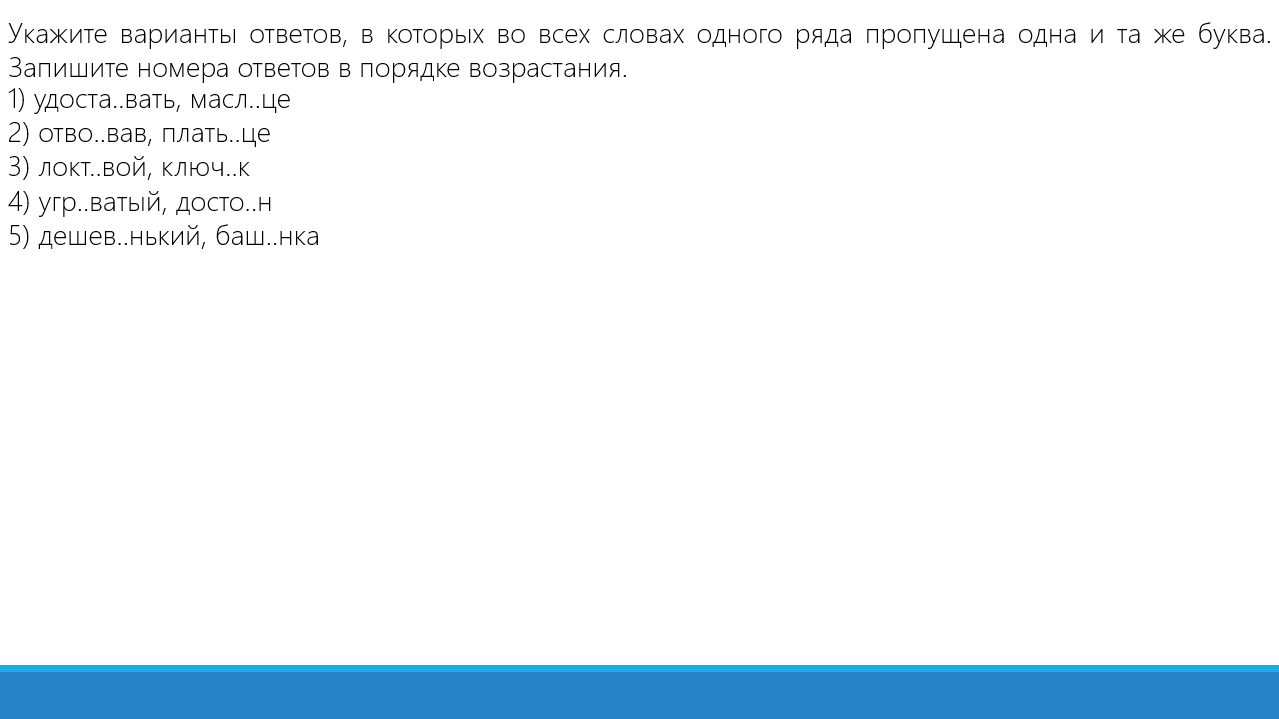 Укажите варианты ответов, в которых во всех словах одного ряда пропущена одна и та же буква.
Запишите номера ответов в порядке возрастания.
1) удоста..вать, масл..це
2) отво..вав, плать..це
3) локт..вой, ключ..к
4) угр..ватый, досто..н
5) дешев..нький, баш..нка